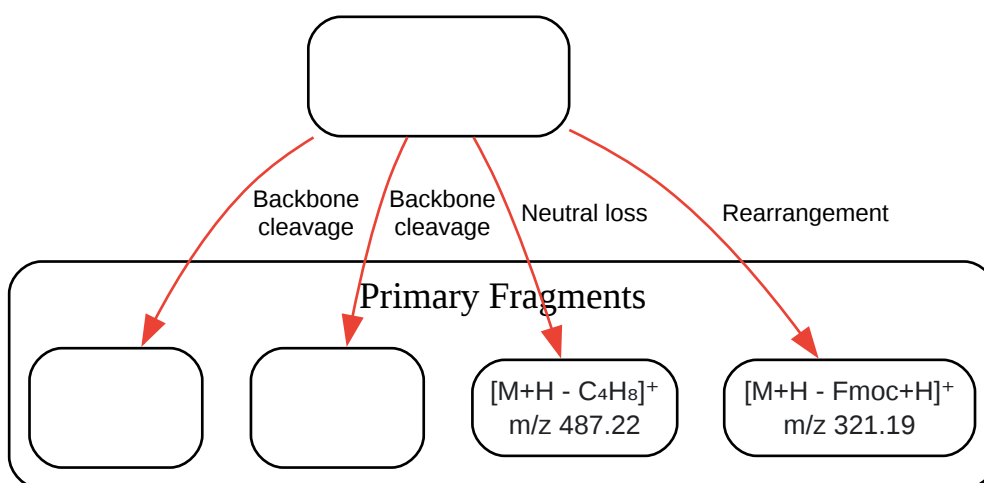 Backbone
cleavage
Backbone
cleavage
Neutral loss
Rearrangement
Primary Fragments
[M+H - C₄H₈]⁺
m/z 487.22
[M+H - Fmoc+H]⁺
m/z 321.19